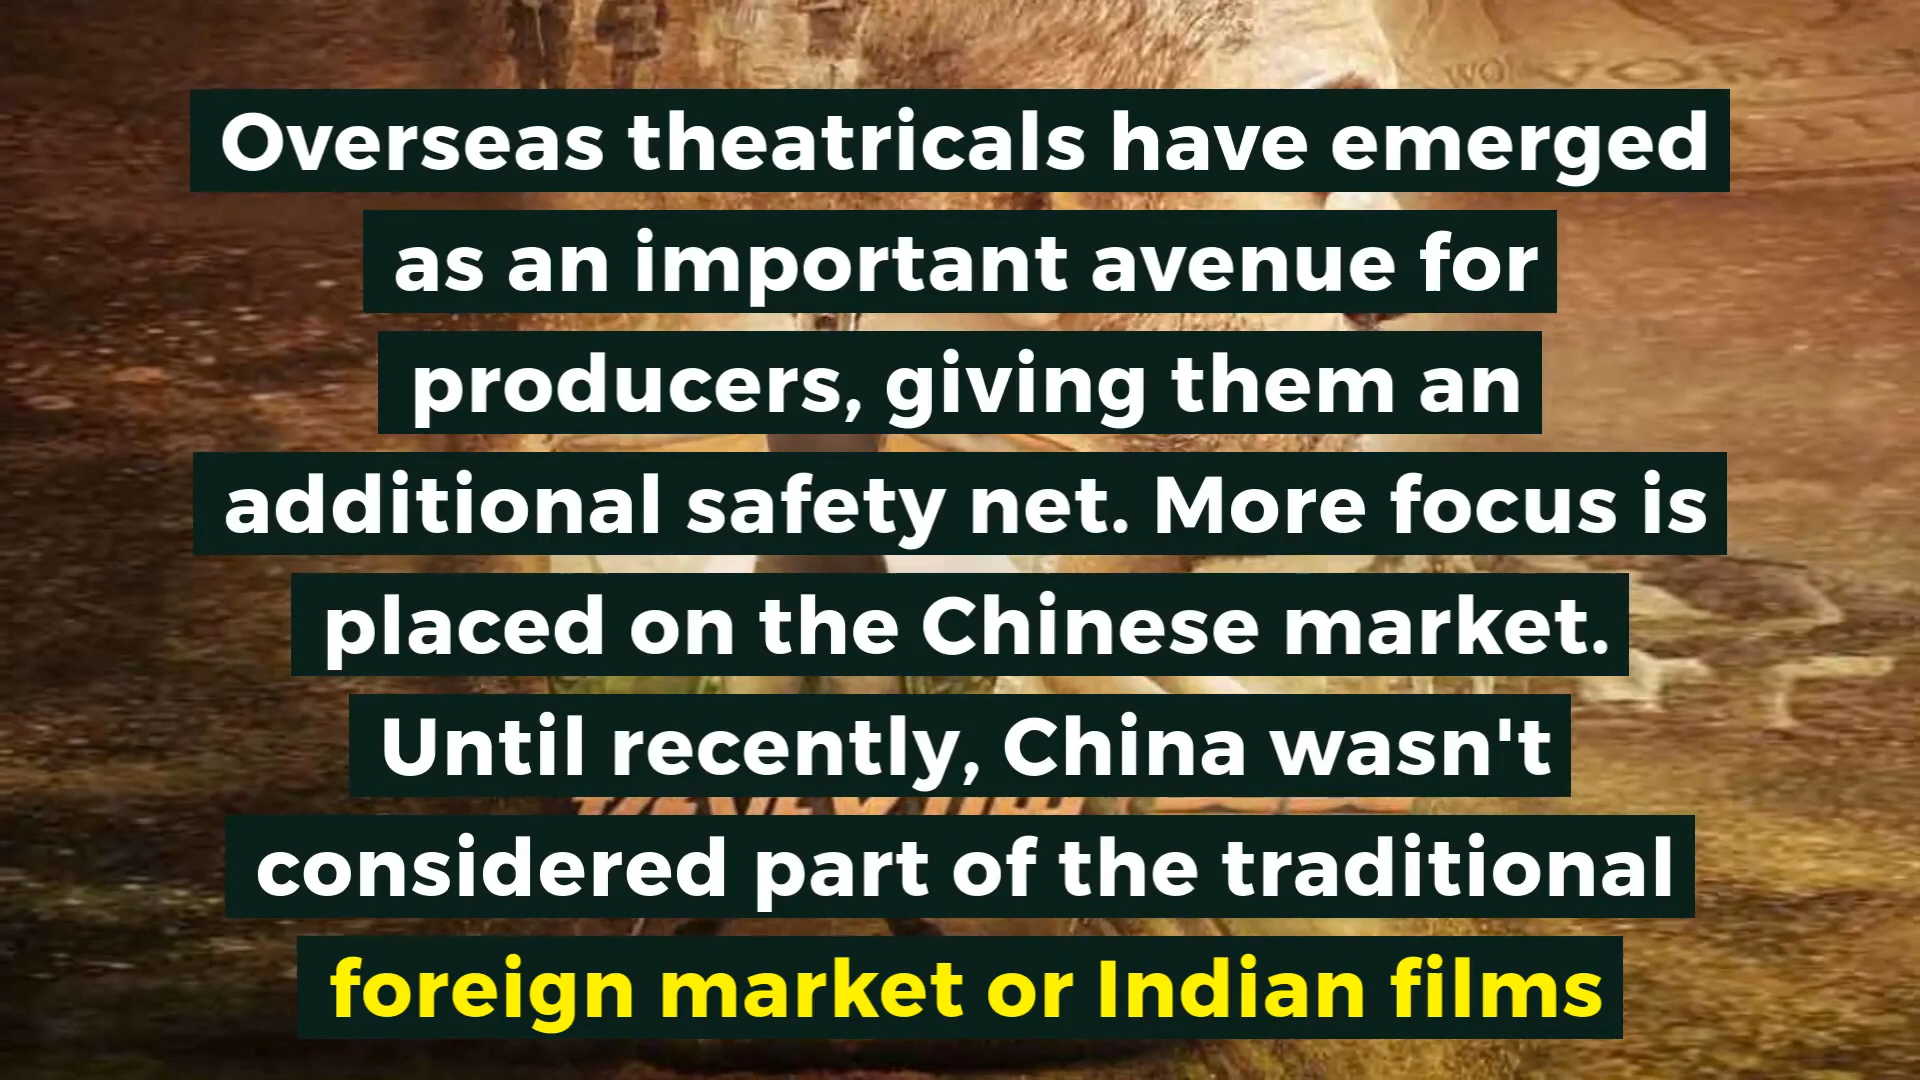 Overseas theatricals have emerged
as an important avenue for
producers, giving them an
additional safety net. More focus is
placed on the Chinese market.
Until recently, China wasn't
considered part of the traditional
foreign market or Indian films